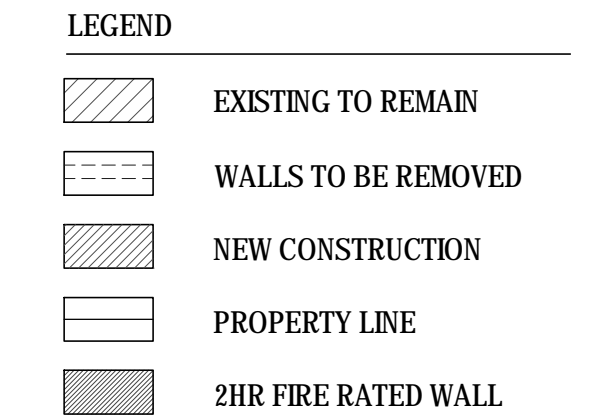 LEGEND
EXISTING TO REMAIN
WALLS TO BE REMOVED
NEW CONSTRUCTION
PROPERTY LINE
2HR FIRE RATED WALL